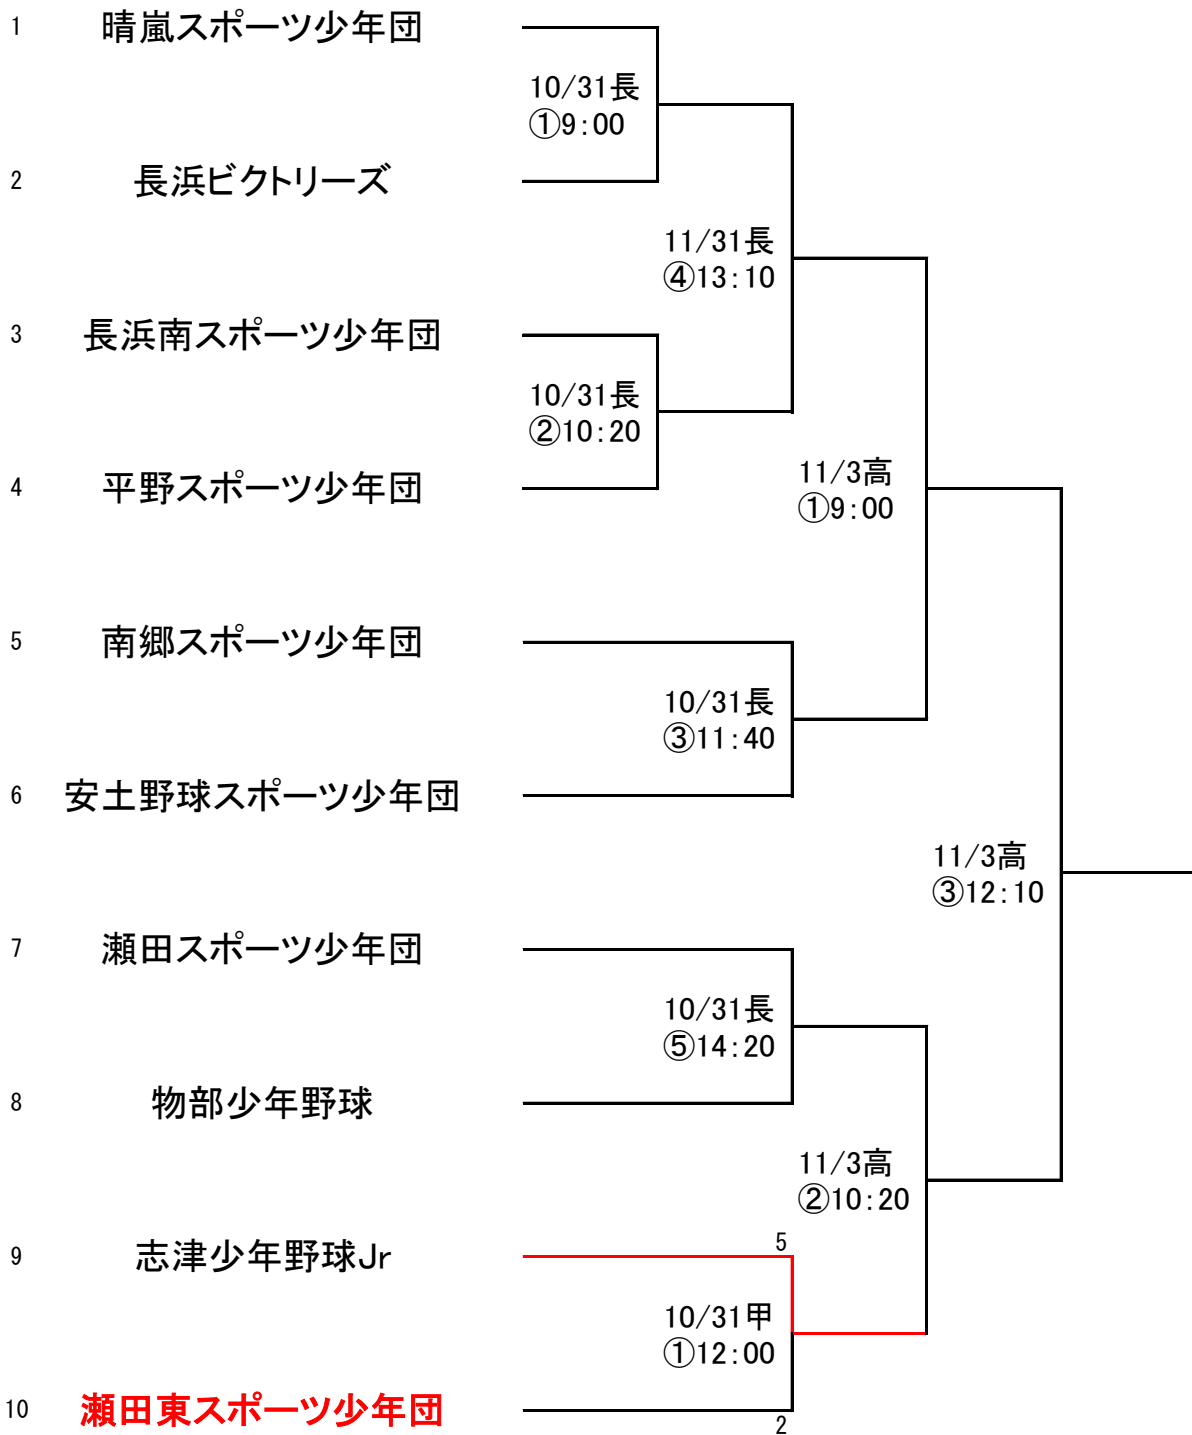 1 晴嵐スポーツ少年団
10/31長
①9:00
2 長浜ビクトリーズ
11/31長
④13:10
3 長浜南スポーツ少年団
10/31長
②10:20
4 平野スポーツ少年団
11/3高
①9:00
5 南郷スポーツ少年団
10/31長
③11:40
6 安土野球スポーツ少年団
11/3高
③12:10
7 瀬田スポーツ少年団
10/31長
⑤14:20
8 物部少年野球
11/3高
②10:20
9 志津少年野球Jr
5
10/31甲
①12:00
10 瀬田東スポーツ少年団
2